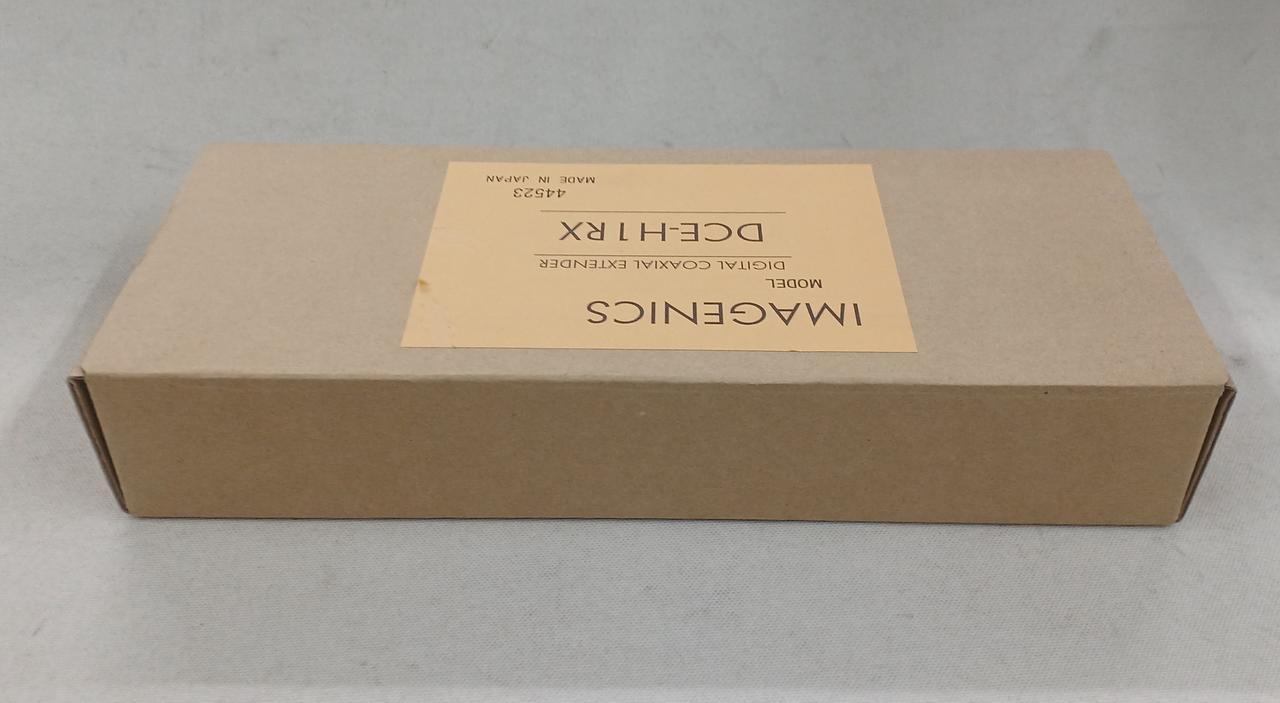 IMAGENICS
MODEL
DIGITAL COAXIAL EXTENDER
DCE-H1RX
44523
MADE IN JAPAN